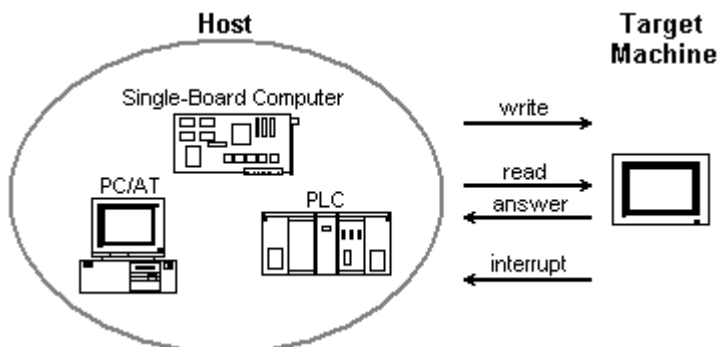 Host
Target
Machine
Single-Board Computer
write
PC/AT
PLC
read
answer
interrupt